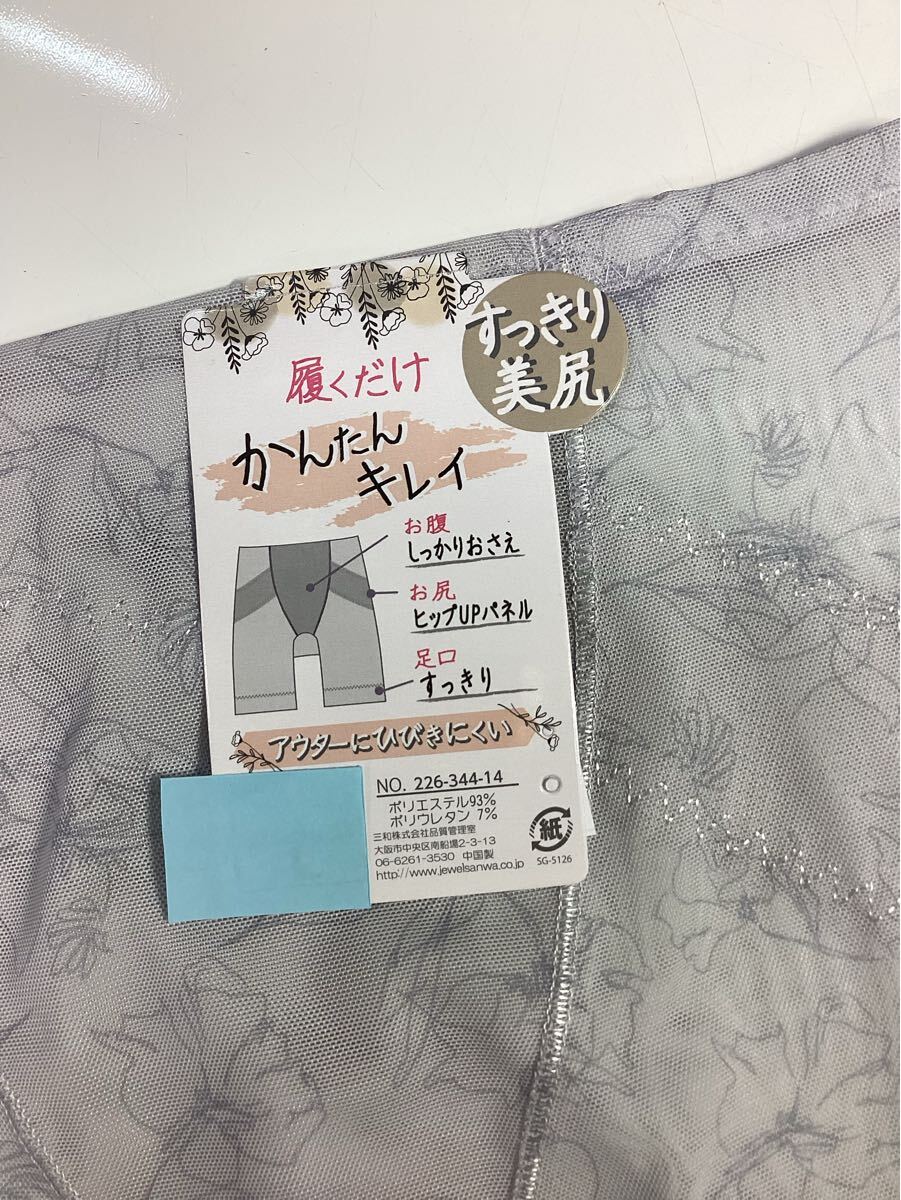 すっきり
美尻
履くだけ
かんたん
キレイ
お腹
しっかりおさえ
お尻
ヒップUPパネル
足口
すっきり
アウターにひびきにくい
NO. 226-344-14
ポリエステル93%
ポリウレタン 7%
三和株式会社品質管理室
大阪市中央区南船場2-3-13
06-6261-3530 中国製
http://www.jewelsanwa.co.jp
紙
SG-5126